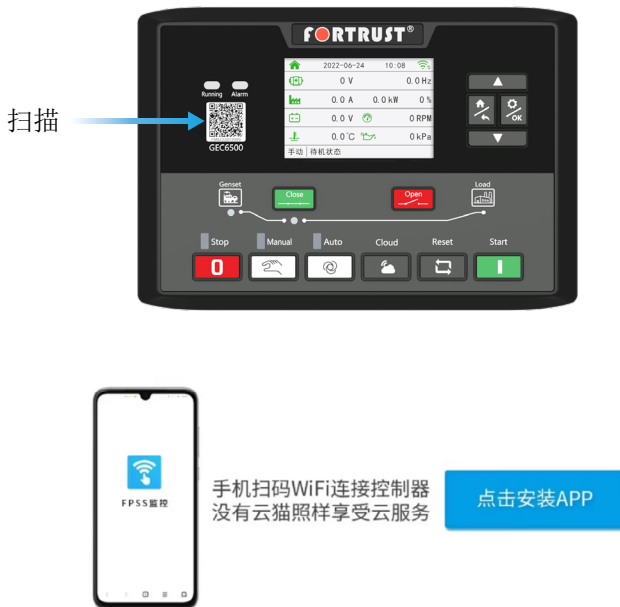 FORTRUST®
2022-06-24 10:08
0 V 0.0 Hz
Running Alarm
0.0 A 0.0 kW 0 %
扫描
0.0 V 0 RPM
GEC6500
0.0℃ 0 kPa
手动 待机状态
OK
Genset
Close
Open
Load
Stop Manual Auto Cloud Reset Start
0 I
FPSS监控
手机扫码WiFi连接控制器
没有云猫照样享受云服务
点击安装APP